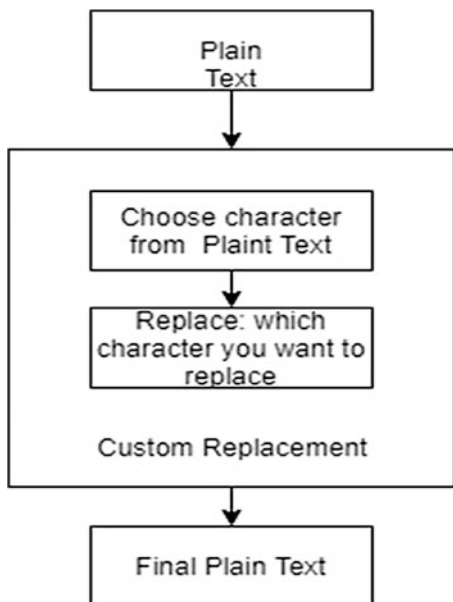 Plain
Text
Choose character
from Plaint Text
Replace: which
character you want to
replace
Custom Replacement
Final Plain Text